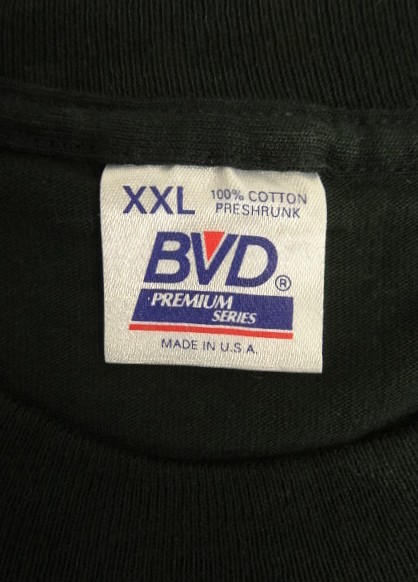 XXL 100% COTTON
PRESHRUNK
BVD®
PREMIUM
SERIES
MADE IN U.S.A.